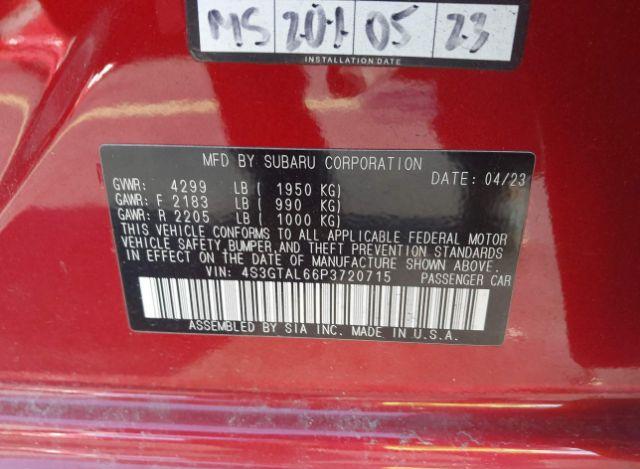 MS 201 05 23
INSTALLATION DATE
MFD BY SUBARU CORPORATION
GVWR: 4299 LB ( 1950 KG) DATE: 04/23
GAWR: F 2183 LB ( 990 KG)
GAWR: R 2205 LB ( 1000 KG)
THIS VEHICLE CONFORMS TO ALL APPLICABLE FEDERAL MOTOR
VEHICLE SAFETY, BUMPER, AND THEFT PREVENTION STANDARDS
IN EFFECT ON THE DATE OF MANUFACTURE SHOWN ABOVE.
VIN: 4S3GTAL66P3720715 PASSENGER CAR
ASSEMBLED BY SIA INC. MADE IN U.S.A.